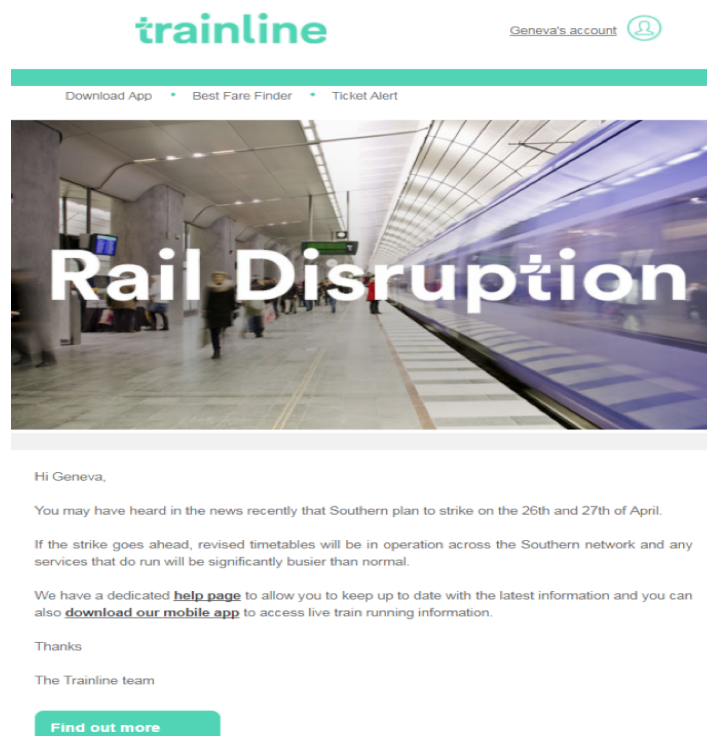 trainline
Geneva's account
Download App • Best Fare Finder • Ticket Alert
Rail Disruption
Hi Geneva,
You may have heard in the news recently that Southern plan to strike on the 26th and 27th of April.
If the strike goes ahead, revised timetables will be in operation across the Southern network and any
services that do run will be significantly busier than normal.
We have a dedicated help page to allow you to keep up to date with the latest information and you can
also download our mobile app to access live train running information.
Thanks
The Trainline team
Find out more